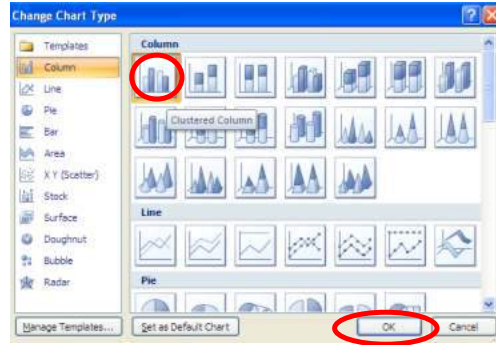 Change Chart Type
Templates
Column
Line
Pie
Bar
Area
X Y (Scatter)
Stock
Surface
Doughnut
Bubble
Radar
Column
Clustered Column
Line
Pie
Manage Templates...
Set as Default Chart
OK
Cancel